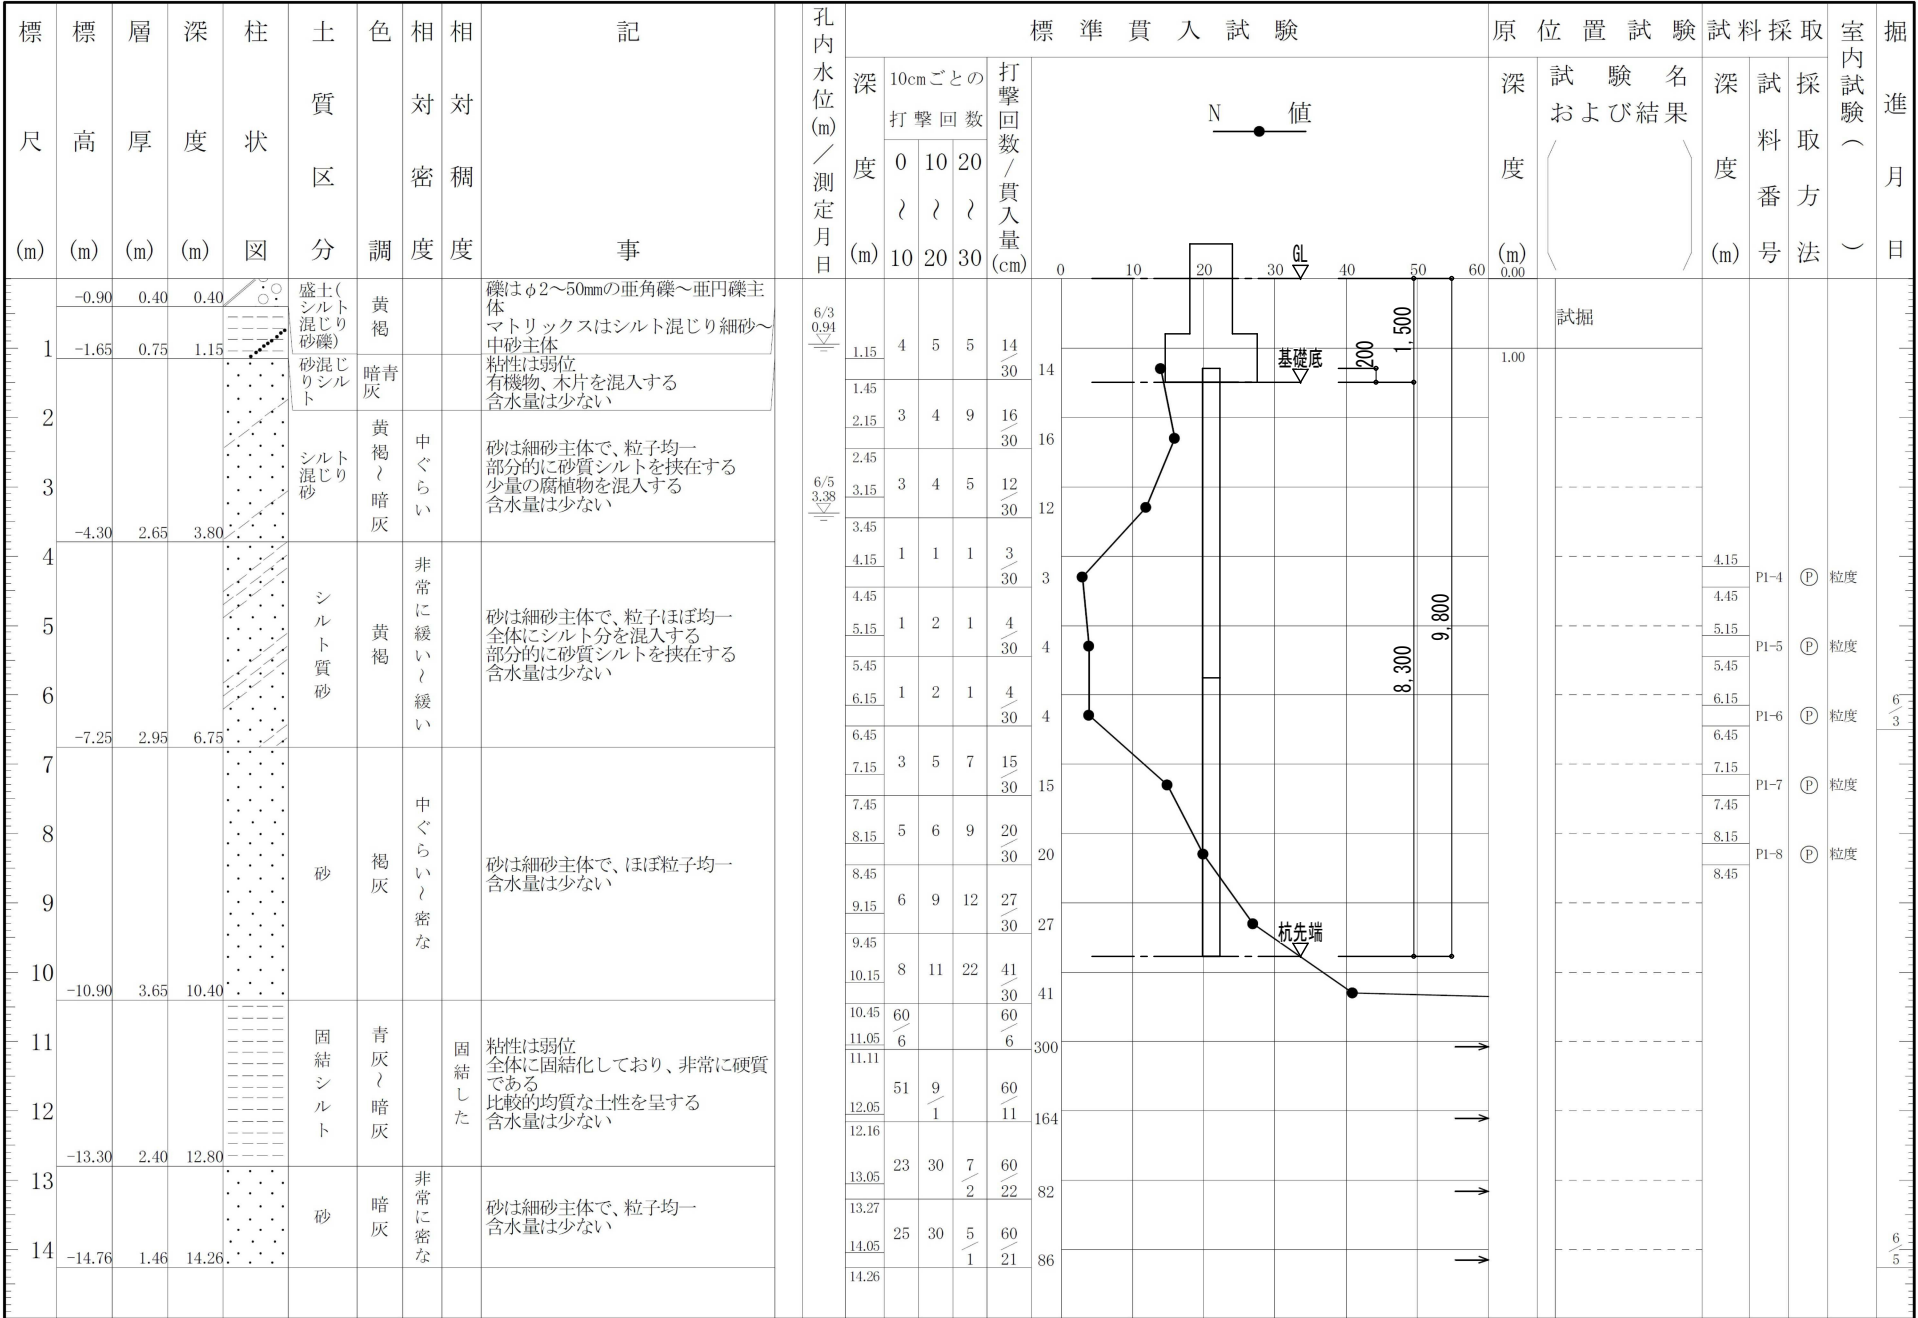 標尺(m)
標高(m)
層厚(m)
深度(m)
柱状図
土質区分
色調
相対密度
相対稠度
記事
孔内水位(m)／測定月日
標準貫入試験
深度(m)
10cmごとの
打撃回数
0 10 20
～ ～ ～
10 20 30
打撃回数/貫入量(cm)
N 値
0 10 20 30 40 50 60
原位置試験
深度(m)
試験名
および結果
試料採取
深度(m)
試料番号
採取方法
室内試験（ ）
掘進月日
1
2
3
4
5
6
7
8
9
10
11
12
13
14
-0.90 0.40 0.40
盛土(
シルト
混じり
砂礫)
黄褐
礫はφ2～50mmの亜角礫～亜円礫主
体
マトリックスはシルト混じり細砂～
中砂主体
-1.65 0.75 1.15
砂混じ
りシル
ト
暗青
灰
粘性は弱位
有機物、木片を混入する
含水量は少ない
-4.30 2.65 3.80
シルト
混じり
砂
黄褐～暗灰
中ぐらい
砂は細砂主体で、粒子均一
部分的に砂質シルトを挟在する
少量の腐植物を混入する
含水量は少ない
-7.25 2.95 6.75
シルト質砂
黄褐
非常に緩い～緩い
砂は細砂主体で、粒子ほぼ均一
全体にシルト分を混入する
部分的に砂質シルトを挟在する
含水量は少ない
-10.90 3.65 10.40
砂
褐灰
中ぐらい～密な
砂は細砂主体で、ほぼ粒子均一
含水量は少ない
-13.30 2.40 12.80
固結シルト
青灰～暗灰
固結した
粘性は弱位
全体に固結化しており、非常に硬質
である
比較的均質な土性を呈する
含水量は少ない
-14.76 1.46 14.26
砂
暗灰
非常に密な
砂は細砂主体で、粒子均一
含水量は少ない
6/3
0.94
6/5
3.38
1.15 4 5 5 14/30 14
1.45
2.15 3 4 9 16/30 16
2.45
3.15 3 4 5 12/30 12
3.45
4.15 1 1 1 3/30 3
4.45
5.15 1 2 1 4/30 4
5.45
6.15 1 2 1 4/30 4
6.45
7.15 3 5 7 15/30 15
7.45
8.15 5 6 9 20/30 20
8.45
9.15 6 9 12 27/30 27
9.45
10.15 8 11 22 41/30 41
10.45
11.05 60/6 60/6 300
11.11
12.05 51 9/1 60/11 164
12.16
13.05 23 30 7/2 60/22 82
13.27
14.05 25 30 5/1 60/21 86
14.26
GL
基礎底
杭先端
200
1,500
8,300
9,800
0.00
試掘
1.00
4.15
P1-4 Ⓟ 粒度
4.45
5.15
P1-5 Ⓟ 粒度
5.45
6.15
P1-6 Ⓟ 粒度
6.45
7.15
P1-7 Ⓟ 粒度
7.45
8.15
P1-8 Ⓟ 粒度
8.45
6/3
6/5